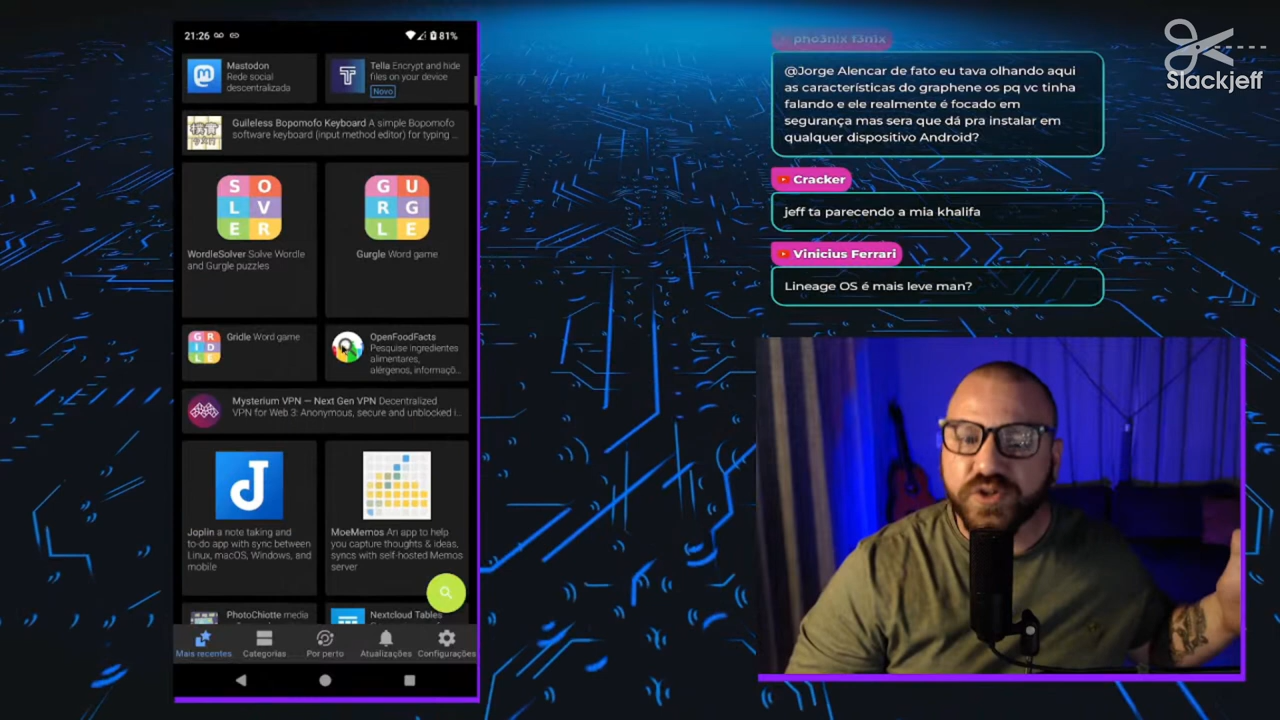 21:26
81%
Mastodon
Rede social
descentralizada
Tella Encrypt and hide
files on your device
Novo
Guileless Bopomofo Keyboard A simple Bopomofo
software keyboard (input method editor) for typing ...
S O
L V
E R
G U
R G
L E
WordleSolver Solve Wordle
and Gurgle puzzles
Gurgle Word game
G R
I D
L E
Gridle Word game
OpenFoodFacts
Pesquise ingredientes
alimentares,
alérgenos, informaçõ...
Mysterium VPN — Next Gen VPN Decentralized
VPN for Web 3: Anonymous, secure and unblocked i...
Joplin a note taking and
to-do app with sync between
Linux, macOS, Windows, and
mobile
MoeMemos An app to help
you capture thoughts & ideas,
syncs with self-hosted Memos
server
PhotoChiotte media
Nextcloud Tables
Mais recentes
Categorias
Por perto
Atualizações
Configurações
pho3n!x f3n!x
@Jorge Alencar de fato eu tava olhando aqui
as características do graphene os pq vc tinha
falando e ele realmente é focado em
segurança mas sera que dá pra instalar em
qualquer dispositivo Android?
Cracker
jeff ta parecendo a mia khalifa
Vinicius Ferrari
Lineage OS é mais leve man?
Slackjeff